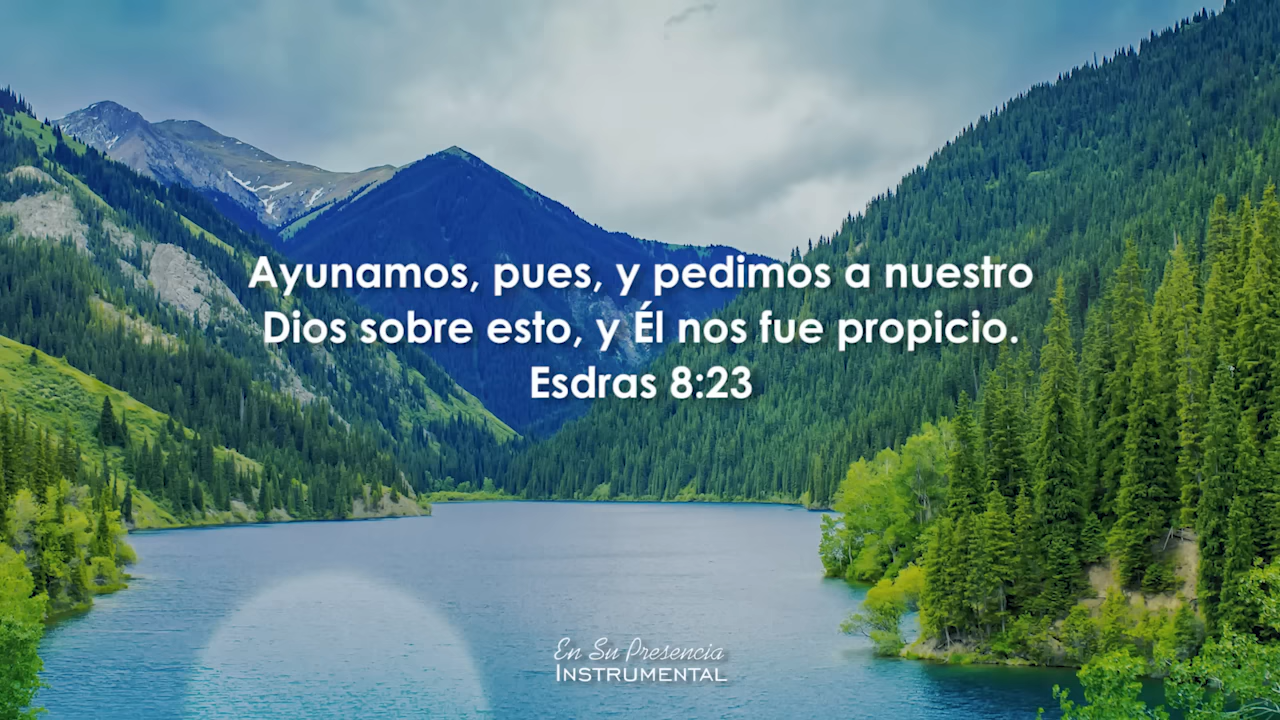 Ayunamos, pues, y pedimos a nuestro
Dios sobre esto, y Él nos fue propicio.
Esdras 8:23
En Su Presencia
INSTRUMENTAL